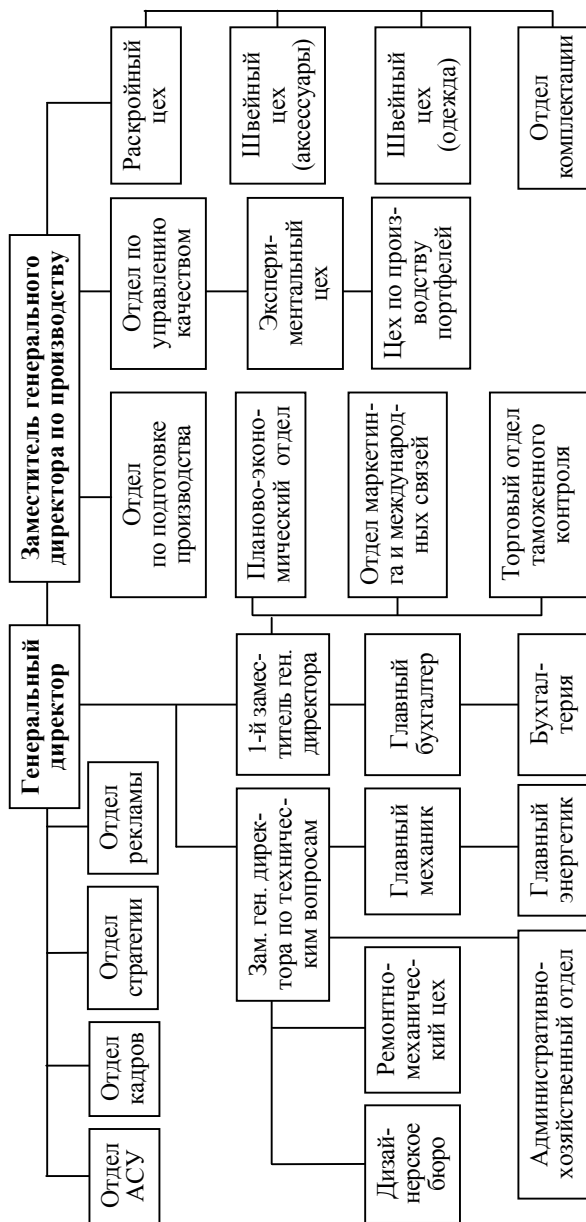 Генеральный
директор
Заместитель генерального
директора по производству
Отдел
АСУ
Отдел
кадров
Отдел
стратегии
Отдел
рекламы
Зам. ген. дирек-
тора по техничес-
ким вопросам
1-й замес-
титель ген.
директора
Отдел
по подготовке
производства
Отдел по
управлению
качеством
Раскройный
цех
Планово-эконо-
мический отдел
Экспери-
ментальный
цех
Швейный
цех
(аксессуары)
Дизай-
нерское
бюро
Ремонтно-
механичес-
кий цех
Главный
механик
Главный
бухгалтер
Отдел маркетин-
га и международ-
ных связей
Цех по произ-
водству
портфелей
Швейный
цех
(одежда)
Административно-
хозяйственный отдел
Главный
энергетик
Бухгал-
терия
Торговый отдел
таможенного
контроля
Отдел
комплектации